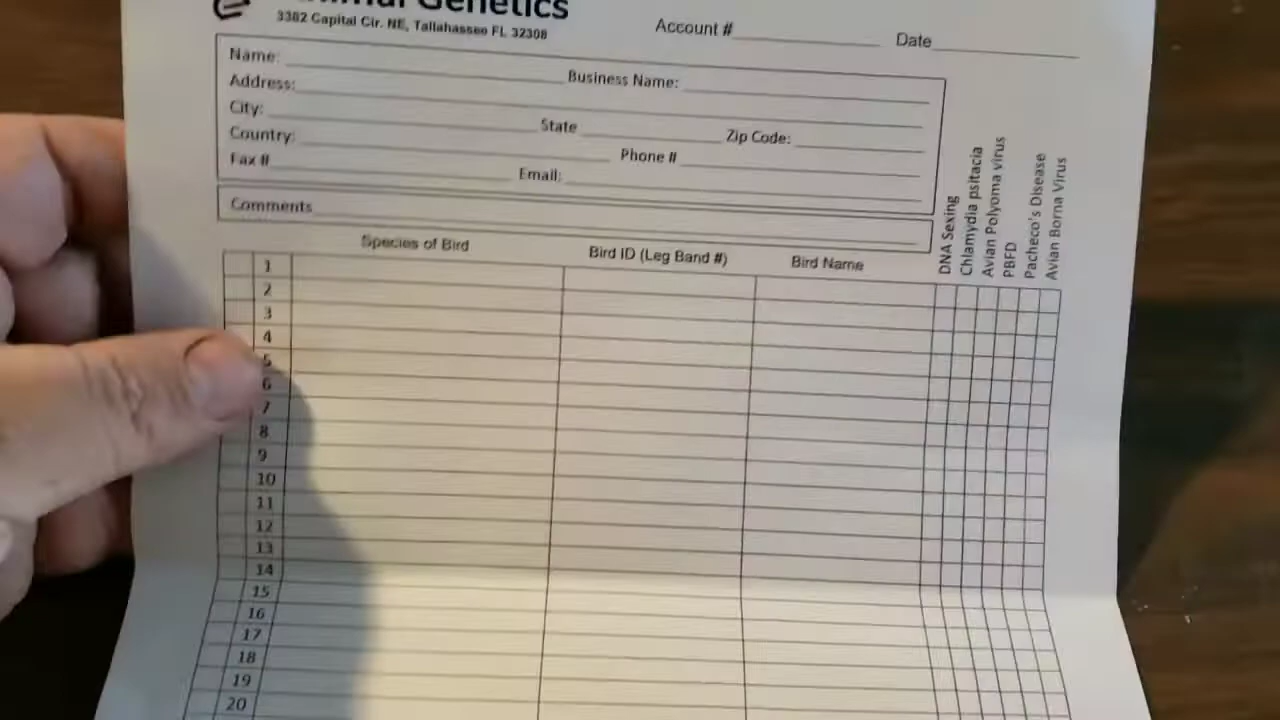 Animal Genetics
3382 Capital Cir. NE, Tallahassee FL 32308
Account # Date
Name: Business Name:
Address:
City: State Zip Code:
Country: Phone #
Fax # Email:
Comments
Species of Bird Bird ID (Leg Band #) Bird Name
DNA Sexing
Chlamydia psitacia
Avian Polyoma virus
PBFD
Pacheco's Disease
Avian Borna Virus
1
2
3
4
5
6
7
8
9
10
11
12
13
14
15
16
17
18
19
20